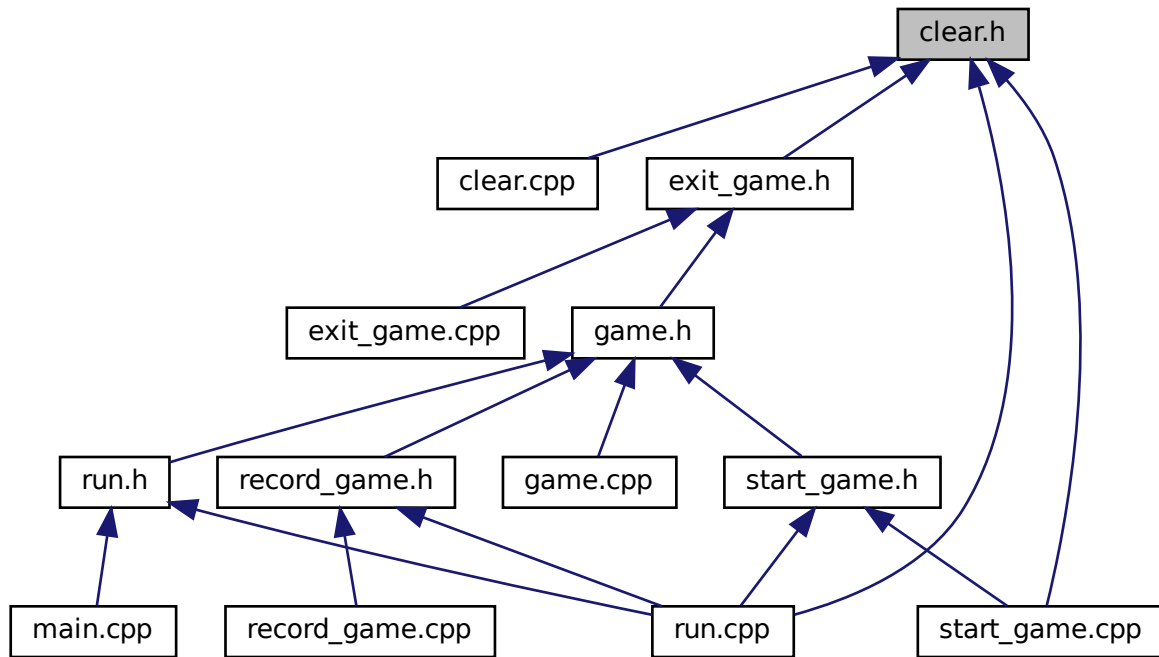 clear.h
clear.cpp
exit_game.h
exit_game.cpp
game.h
run.h
record_game.h
game.cpp
start_game.h
main.cpp
record_game.cpp
run.cpp
start_game.cpp